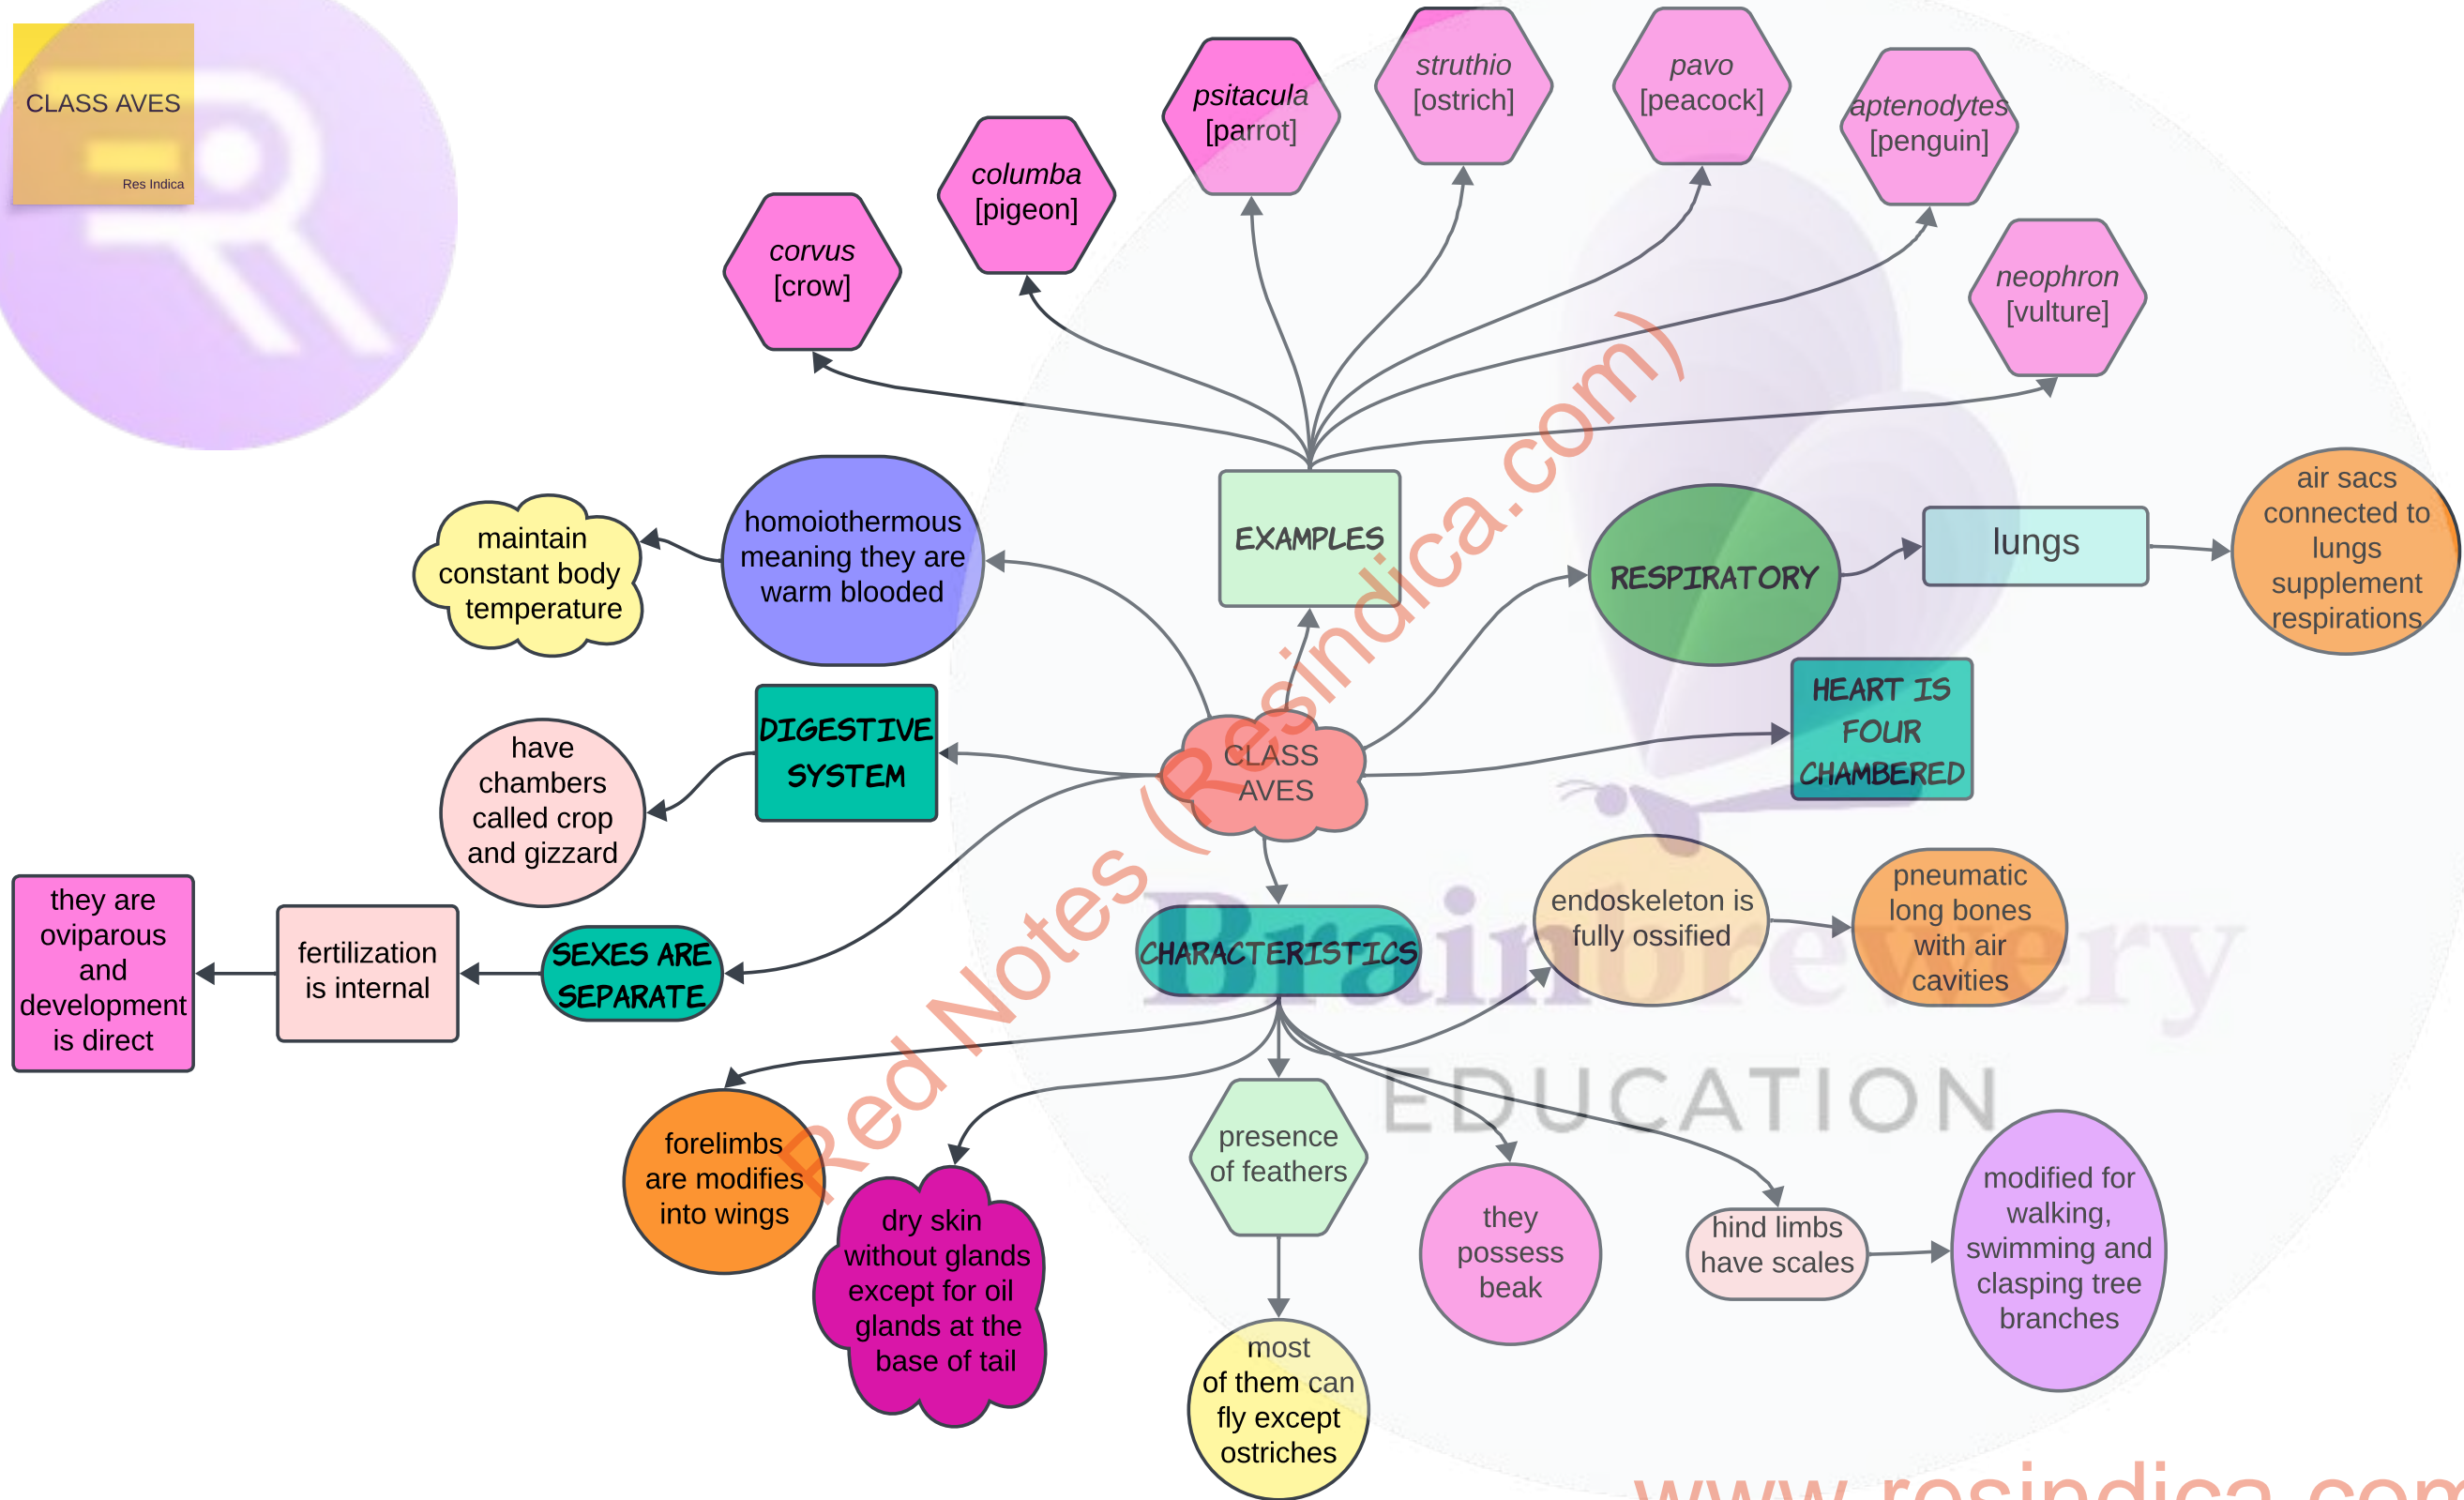 CLASS AVES
Res Indica
corvus
[crow]
columba
[pigeon]
psitacula
[parrot]
struthio
[ostrich]
pavo
[peacock]
aptenodytes
[penguin]
neophron
[vulture]
EXAMPLES
homoiothermous
meaning they are
warm blooded
maintain
constant body
temperature
RESPIRATORY
lungs
air sacs
connected to
lungs
supplement
respirations
DIGESTIVE
SYSTEM
have
chambers
called crop
and gizzard
CLASS
AVES
HEART IS
FOUR
CHAMBERED
SEXES ARE
SEPARATE
fertilization
is internal
they are
oviparous
and
development
is direct
CHARACTERISTICS
endoskeleton is
fully ossified
pneumatic
long bones
with air
cavities
forelimbs
are modifies
into wings
dry skin
without glands
except for oil
glands at the
base of tail
presence
of feathers
most
of them can
fly except
ostriches
they
possess
beak
hind limbs
have scales
modified for
walking,
swimming and
clasping tree
branches
Red Notes (Resindica.com)
Brainbrewery
EDUCATION
www.resindica.com